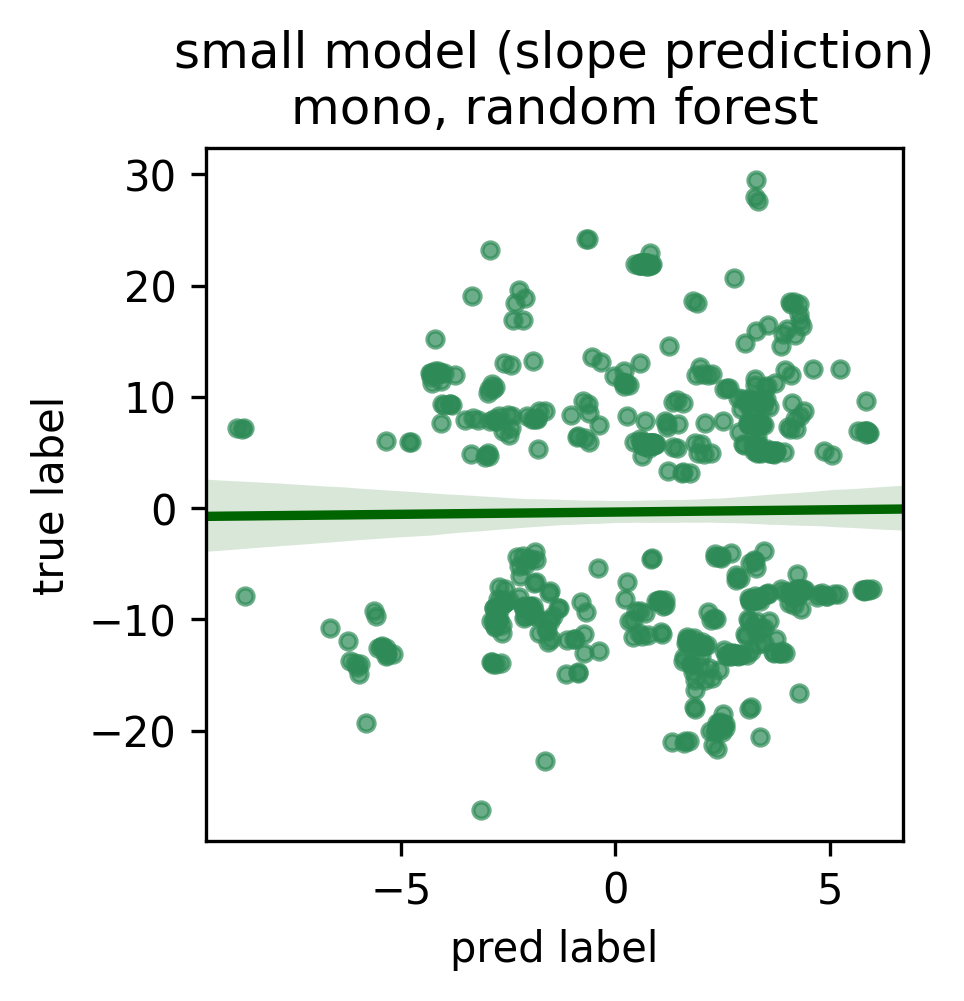 small model (slope prediction)
mono, random forest
true label
30
20
10
0
−10
−20
−5
0
5
pred label